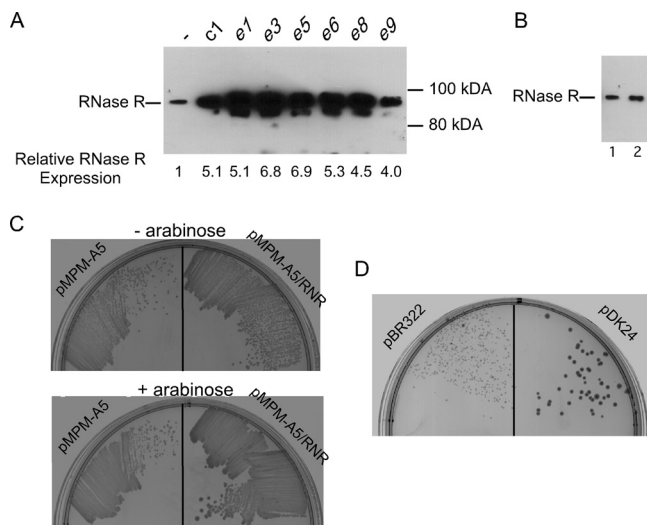 A
- c1 e1 e3 e5 e6 e8 e9
RNase R
100 kDA
80 kDA
Relative RNase R
Expression
1 5.1 5.1 6.8 6.9 5.3 4.5 4.0
B
RNase R
1 2
C
- arabinose
pMPM-A5
pMPM-A5/RNR
+ arabinose
pMPM-A5
pMPM-A5/RNR
D
pBR322
pDK24